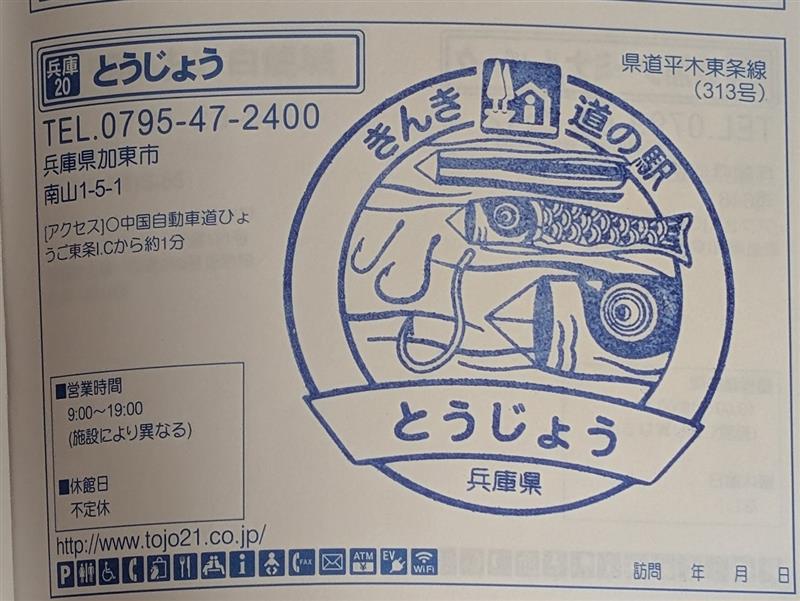 兵庫
20
とうじょう
TEL.0795-47-2400
兵庫県加東市
南山1-5-1
[アクセス]○中国自動車道ひょ
うご東条I.Cから約1分
県道平木東条線
(313号)
きんき 道の駅
とうじょう
兵庫県
■営業時間
9:00〜19:00
(施設により異なる)
■休館日
不定休
http://www.tojo21.co.jp/
P
i
FAX
ATM
¥
EV
WiFi
訪問 年 月 日